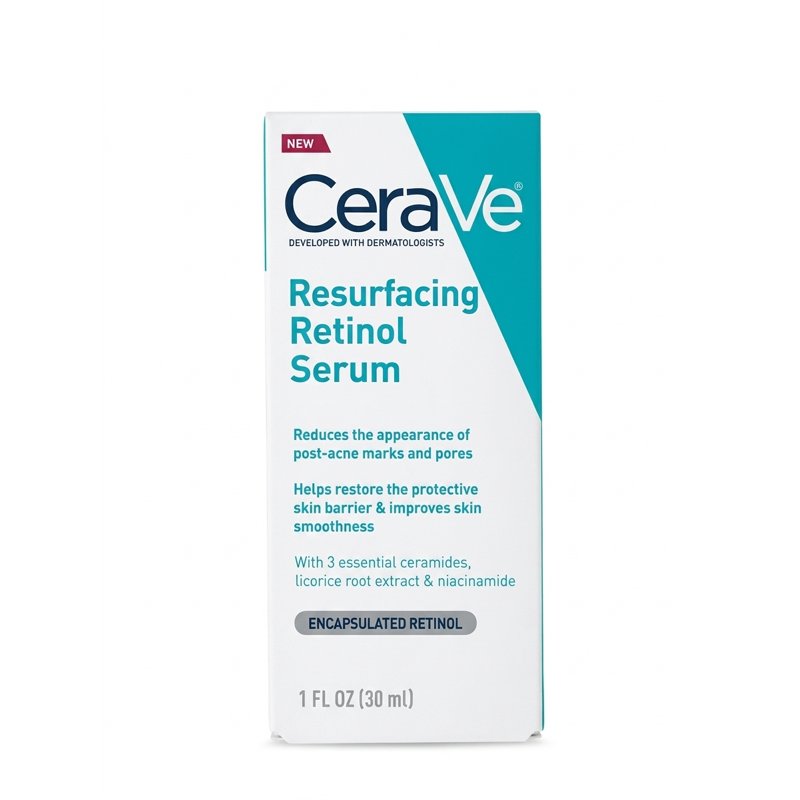 NEW
CeraVe®
DEVELOPED WITH DERMATOLOGISTS
Resurfacing
Retinol
Serum
Reduces the appearance of
post-acne marks and pores
Helps restore the protective
skin barrier & improves skin
smoothness
With 3 essential ceramides,
licorice root extract & niacinamide
ENCAPSULATED RETINOL
1 FL OZ (30 ml)